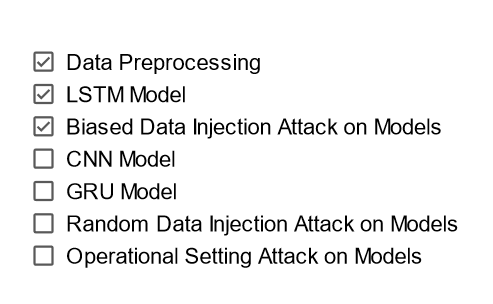 Data Preprocessing
LSTM Model
Biased Data Injection Attack on Models
CNN Model
GRU Model
Random Data Injection Attack on Models
Operational Setting Attack on Models